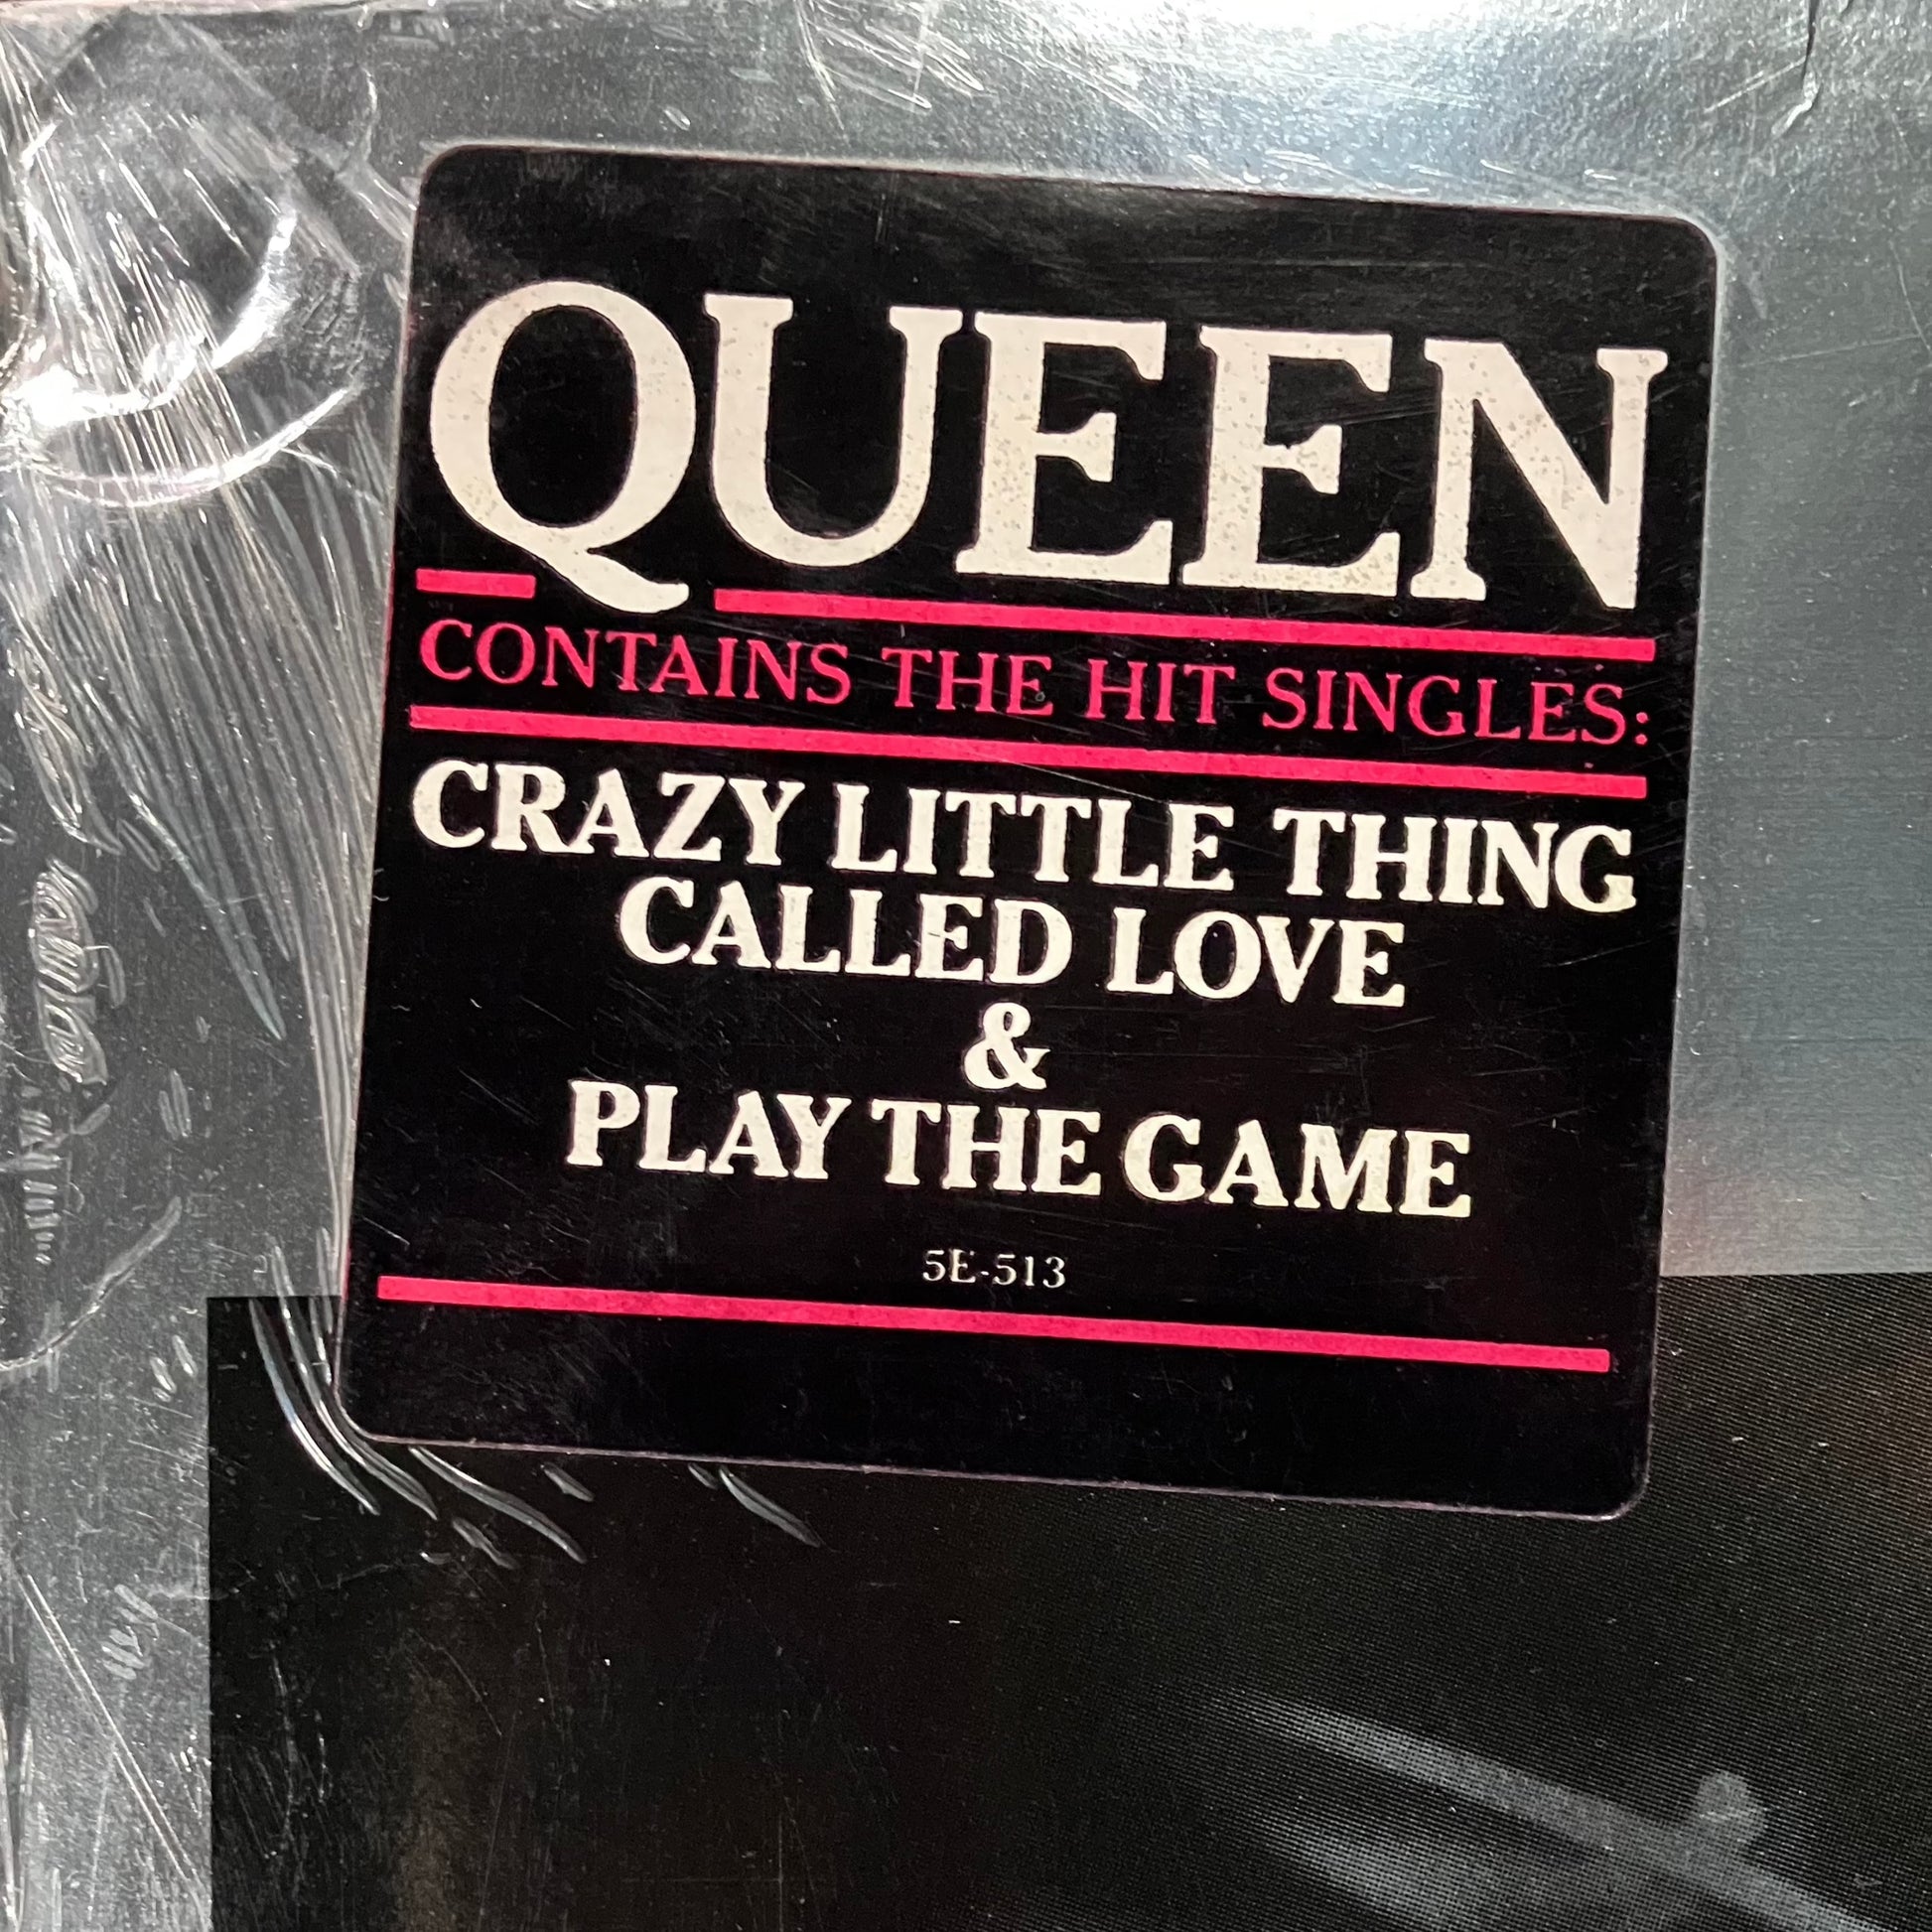 QUEEN
CONTAINS THE HIT SINGLES:
CRAZY LITTLE THING
CALLED LOVE
&
PLAY THE GAME
5E-513